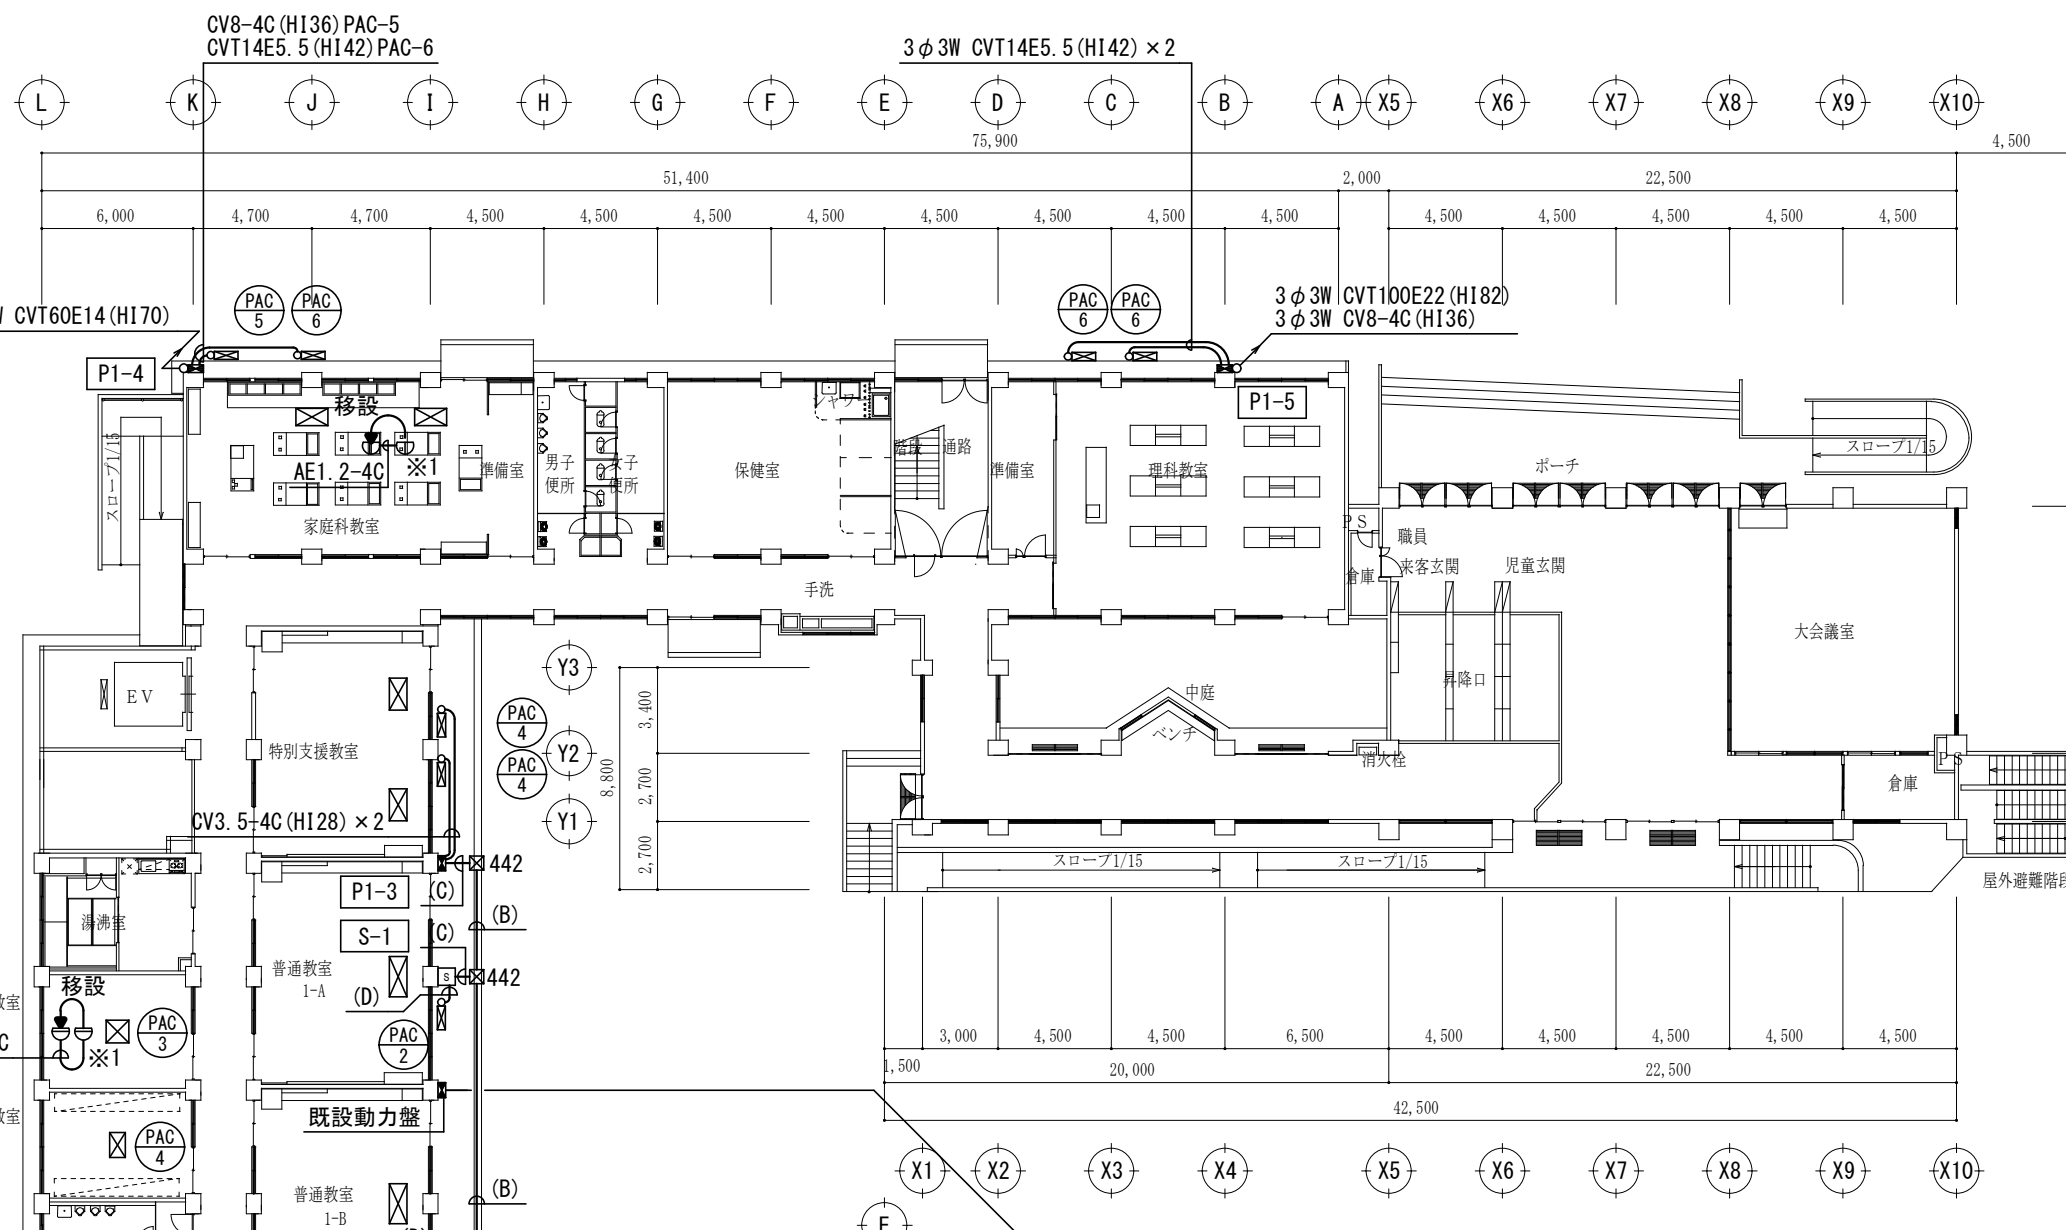 CV8-4C(HI36)PAC-5
CVT14E5.5(HI42)PAC-6
3φ3W CVT14E5.5(HI42)×2
L K J I H G F E D C B A X5 X6 X7 X8 X9 X10
75,900 4,500
51,400 2,000 22,500
6,000 4,700 4,700 4,500 4,500 4,500 4,500 4,500 4,500 4,500 4,500 4,500 4,500 4,500 4,500 4,500
PAC 5
PAC 6
PAC 6
PAC 6
3φ3W CVT100E22(HI82)
3φ3W CV8-4C(HI36)
CVT60E14(HI70)
P1-4
P1-5
移設
シャワー
AE1.2-4C
※1
スロープ1/15
家庭科教室
準備室
男子
便所
女子
便所
保健室
階段
通路
準備室
理科教室
ポーチ
スロープ1/15
PS
職員
来客玄関
児童玄関
倉庫
手洗
大会議室
昇降口
中庭
ベンチ
消火栓
PS
倉庫
EV
特別支援教室
PAC 4
PAC 4
Y3
Y2
Y1
3,400
2,700
2,700
8,800
CV3.5-4C(HI28)×2
442
P1-3
(C)
(B)
S-1
(C)
S
442
(D)
スロープ1/15
スロープ1/15
湯沸室
普通教室
1-A
移設
※1
PAC 3
PAC 2
PAC 4
既設動力盤
普通教室
1-B
(B)
3,000 4,500 4,500 6,500 4,500 4,500 4,500 4,500 4,500
1,500
20,000 22,500
42,500
X1 X2 X3 X4 X5 X6 X7 X8 X9 X10